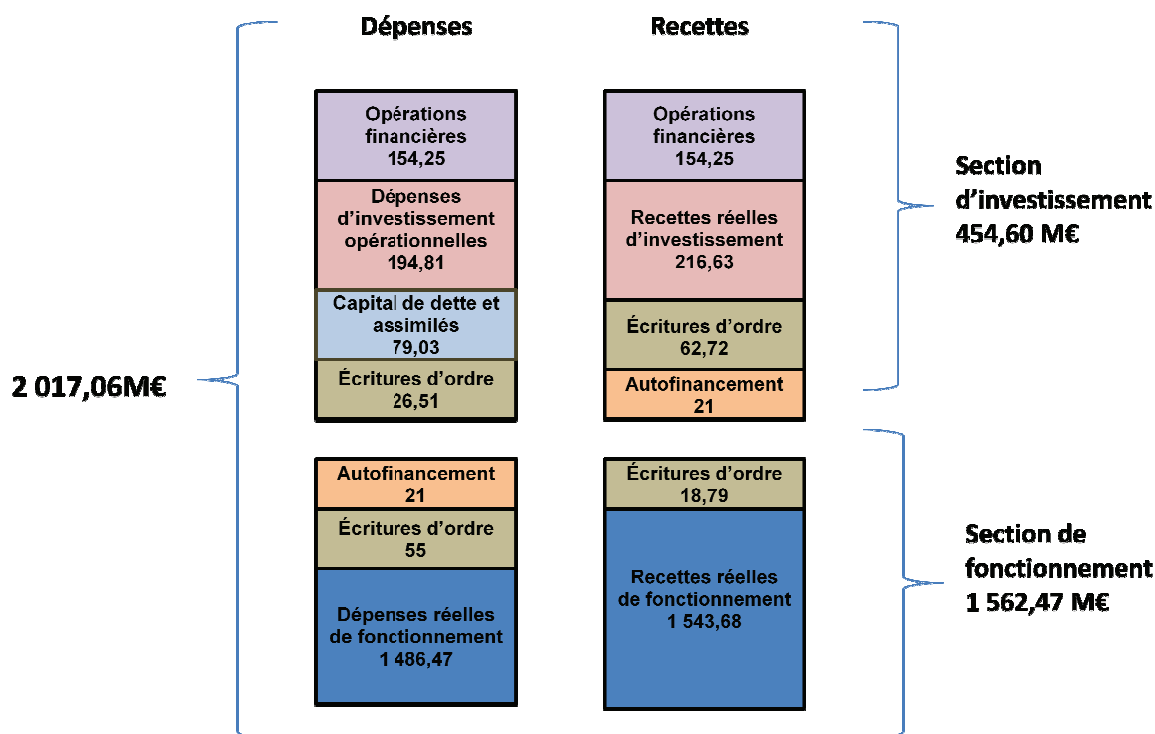 Dépenses
Recettes
Opérations
financières
154,25
Dépenses
d’investissement
opérationnelles
194,81
Capital de dette et
assimilés
79,03
Écritures d’ordre
26,51
Opérations
financières
154,25
Recettes réelles
d’investissement
216,63
Écritures d’ordre
62,72
Autofinancement
21
Section
d’investissement
454,60 M€
2 017,06M€
Autofinancement
21
Écritures d’ordre
55
Dépenses réelles
de fonctionnement
1 486,47
Écritures d’ordre
18,79
Recettes réelles
de fonctionnement
1 543,68
Section de
fonctionnement
1 562,47 M€